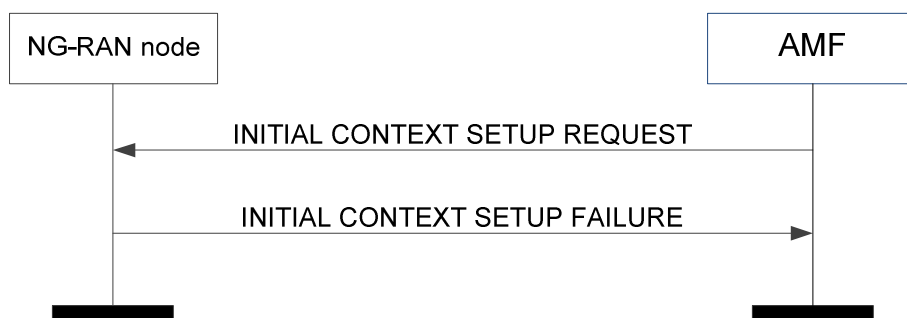 NG-RAN node
AMF
INITIAL CONTEXT SETUP REQUEST
INITIAL CONTEXT SETUP FAILURE